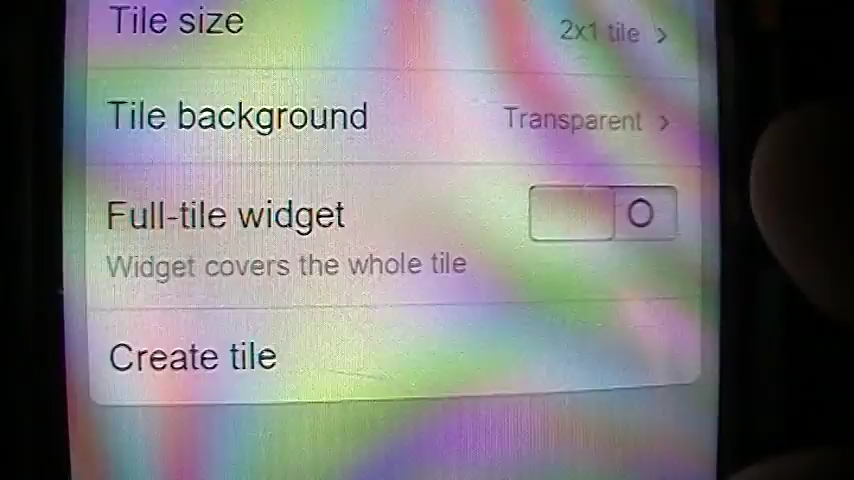 Tile size
2x1 tile >
Tile background
Transparent >
Full-tile widget
O
Widget covers the whole tile
Create tile